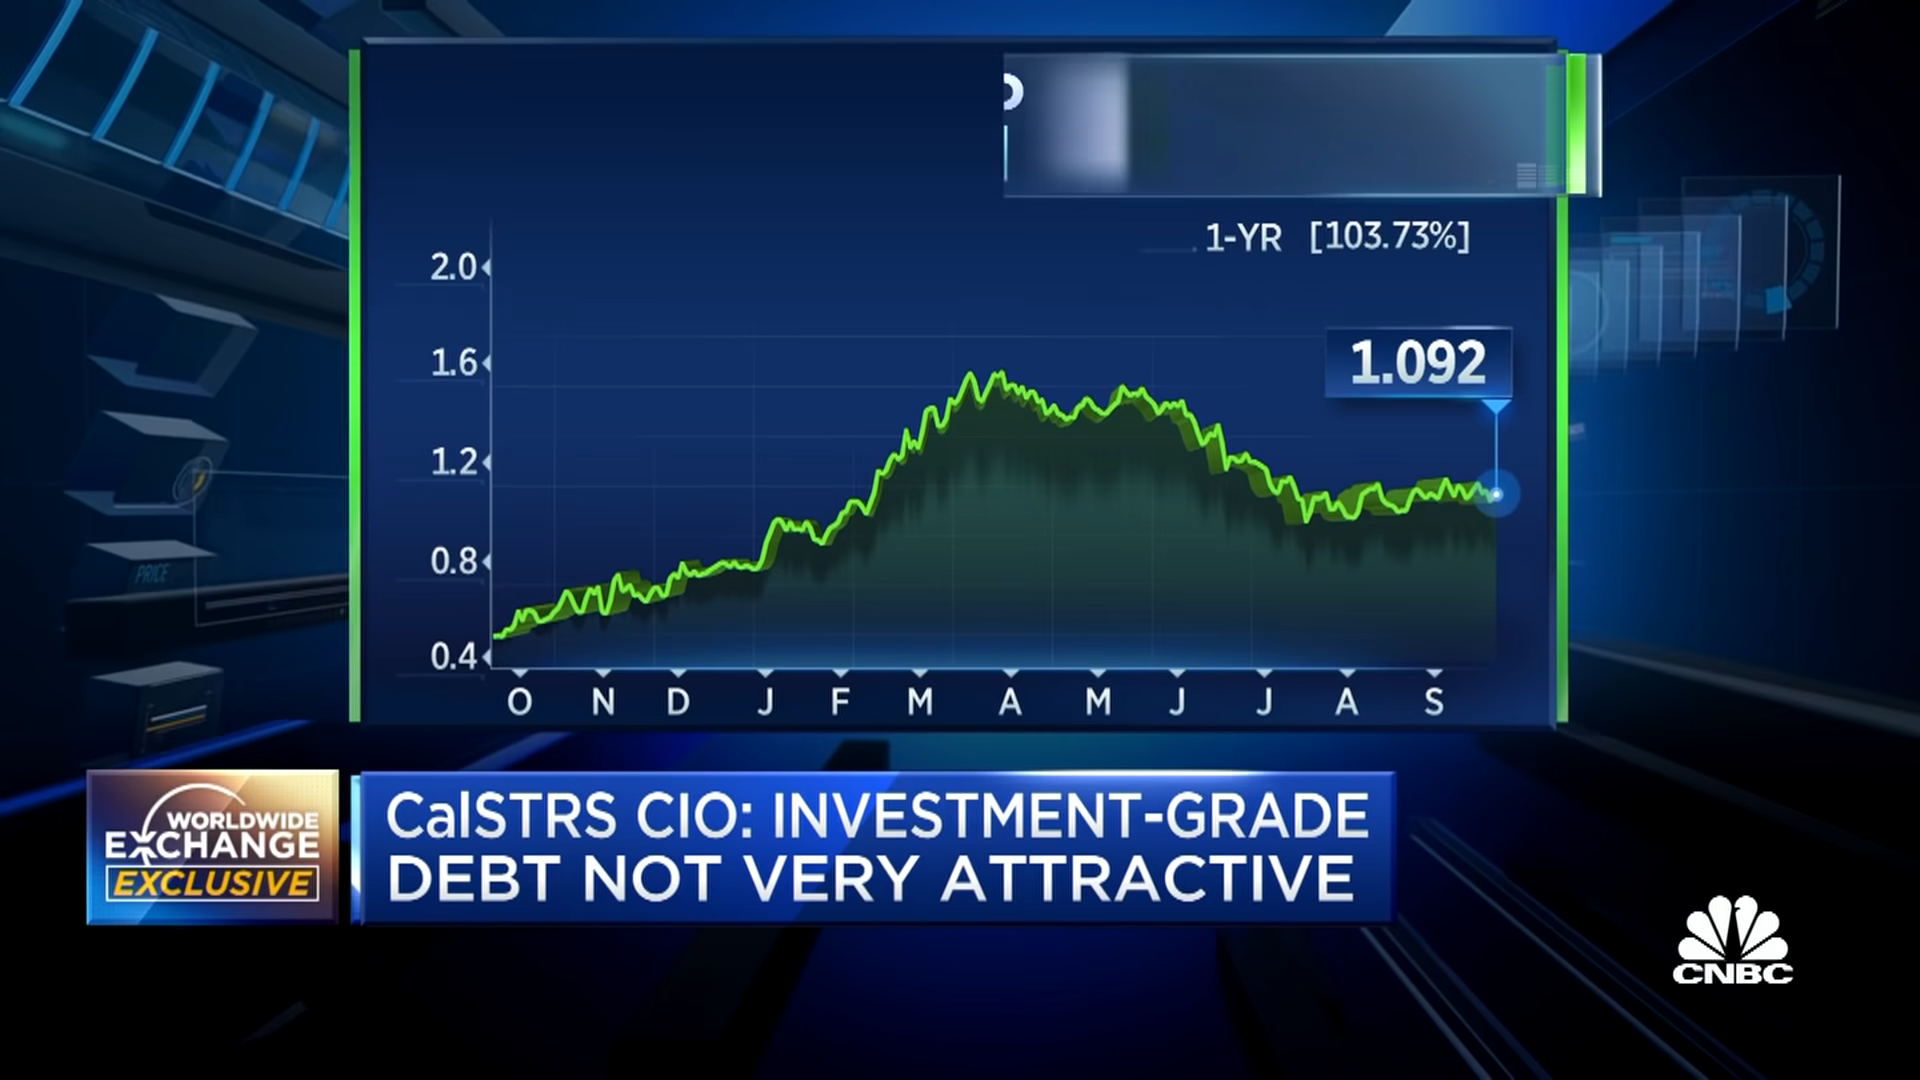 1-YR [103.73%]
2.0
1.6
1.092
1.2
0.8
0.4
O N D J F M A M J J A S
PRICE
WORLDWIDE
EXCHANGE
EXCLUSIVE
CalSTRS CIO: INVESTMENT-GRADE
DEBT NOT VERY ATTRACTIVE
CNBC